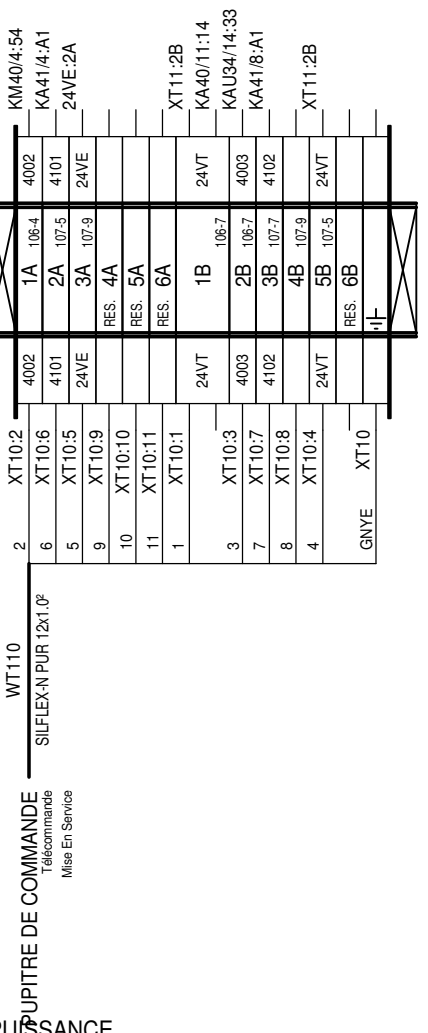 WT110
SILFLEX-N PUR 12x1.0²
PUPITRE DE COMMANDE
Télécommande
Mise En Service
PUISSANCE
2 XT10:2 4002 1A 106-4 4002 KM40/4:54
6 XT10:6 4101 2A 107-5 4101 KA41/4:A1
5 XT10:5 24VE 3A 107-9 24VE 24VE:2A
9 XT10:9 RES. 4A
10 XT10:10 RES. 5A
11 XT10:11 RES. 6A
1 XT10:1 24VT 1B 106-7 24VT XT11:2B
KA40/11:14
3 XT10:3 4003 2B 106-7 4003 KAU34/14:33
7 XT10:7 4102 3B 107-7 4102 KA41/8:A1
8 XT10:8 4B 107-9
4 XT10:4 24VT 5B 107-5 24VT XT11:2B
RES. 6B
GNYE XT10